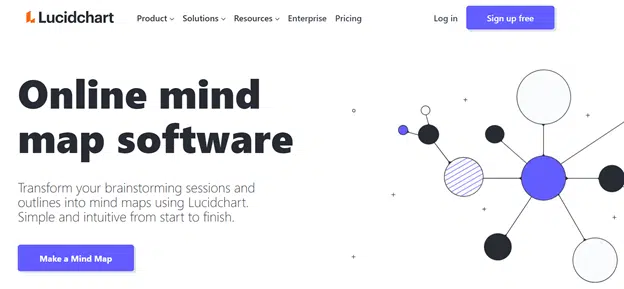 Lucidchart Product Solutions Resources Enterprise Pricing Log in Sign up free
Online mind
map software
Transform your brainstorming sessions and
outlines into mind maps using Lucidchart.
Simple and intuitive from start to finish.
Make a Mind Map